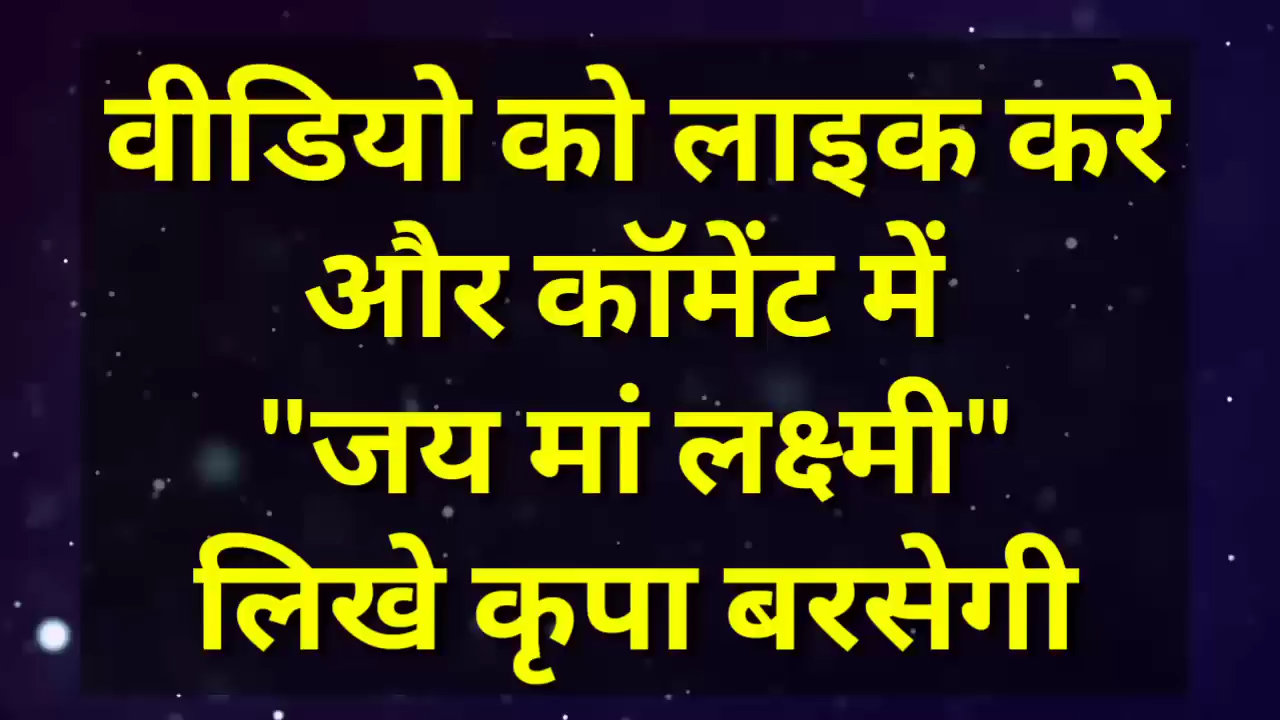 वीडियो को लाइक करे
और कॉमेंट में
"जय मां लक्ष्मी"
लिखे कृपा बरसेगी